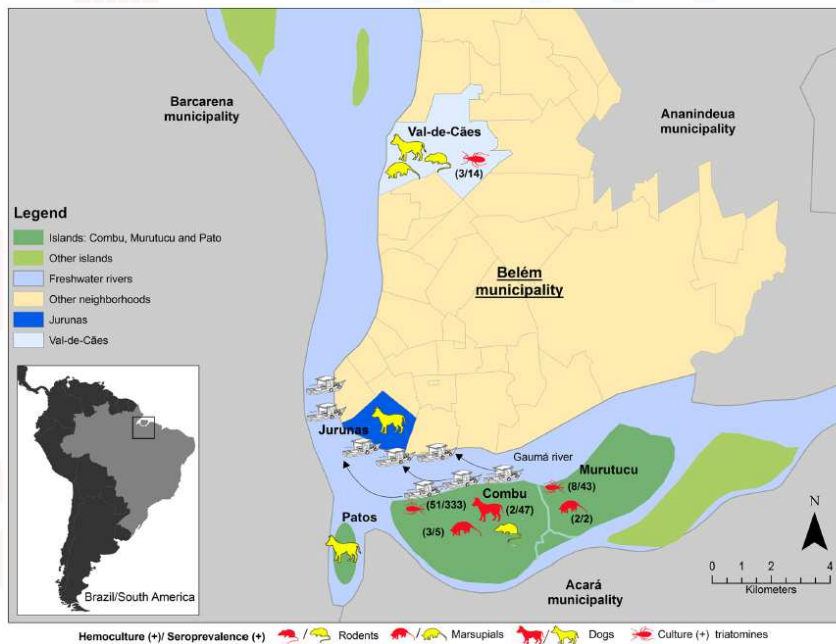 Barcarena
municipality
Val-de-Cães
(3/14)
Ananindeua
municipality
Legend
Islands: Combu, Murutucu and Pato
Other islands
Freshwater rivers
Other neighborhoods
Jurunas
Val-de-Cães
Belém
municipality
Jurunas
Gaumá river
Murutucu
(8/43)
Combu
(51/333)
(2/47)
(2/2)
(3/5)
Patos
Brazil/South America
Acará
municipality
N
0 2 4
Kilometers
Hemoculture (+)/ Seroprevalence (+) / Rodents / Marsupials / Dogs Culture (+) triatomines